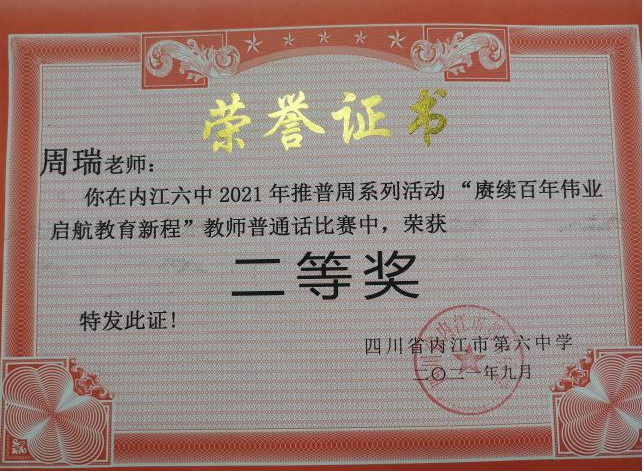 荣誉证书
周瑞老师：
你在内江六中 2021 年推普周系列活动 “赓续百年伟业
启航教育新程”教师普通话比赛中，荣获
二等奖
特发此证!
四川省内江市第六中学
二〇二一年九月